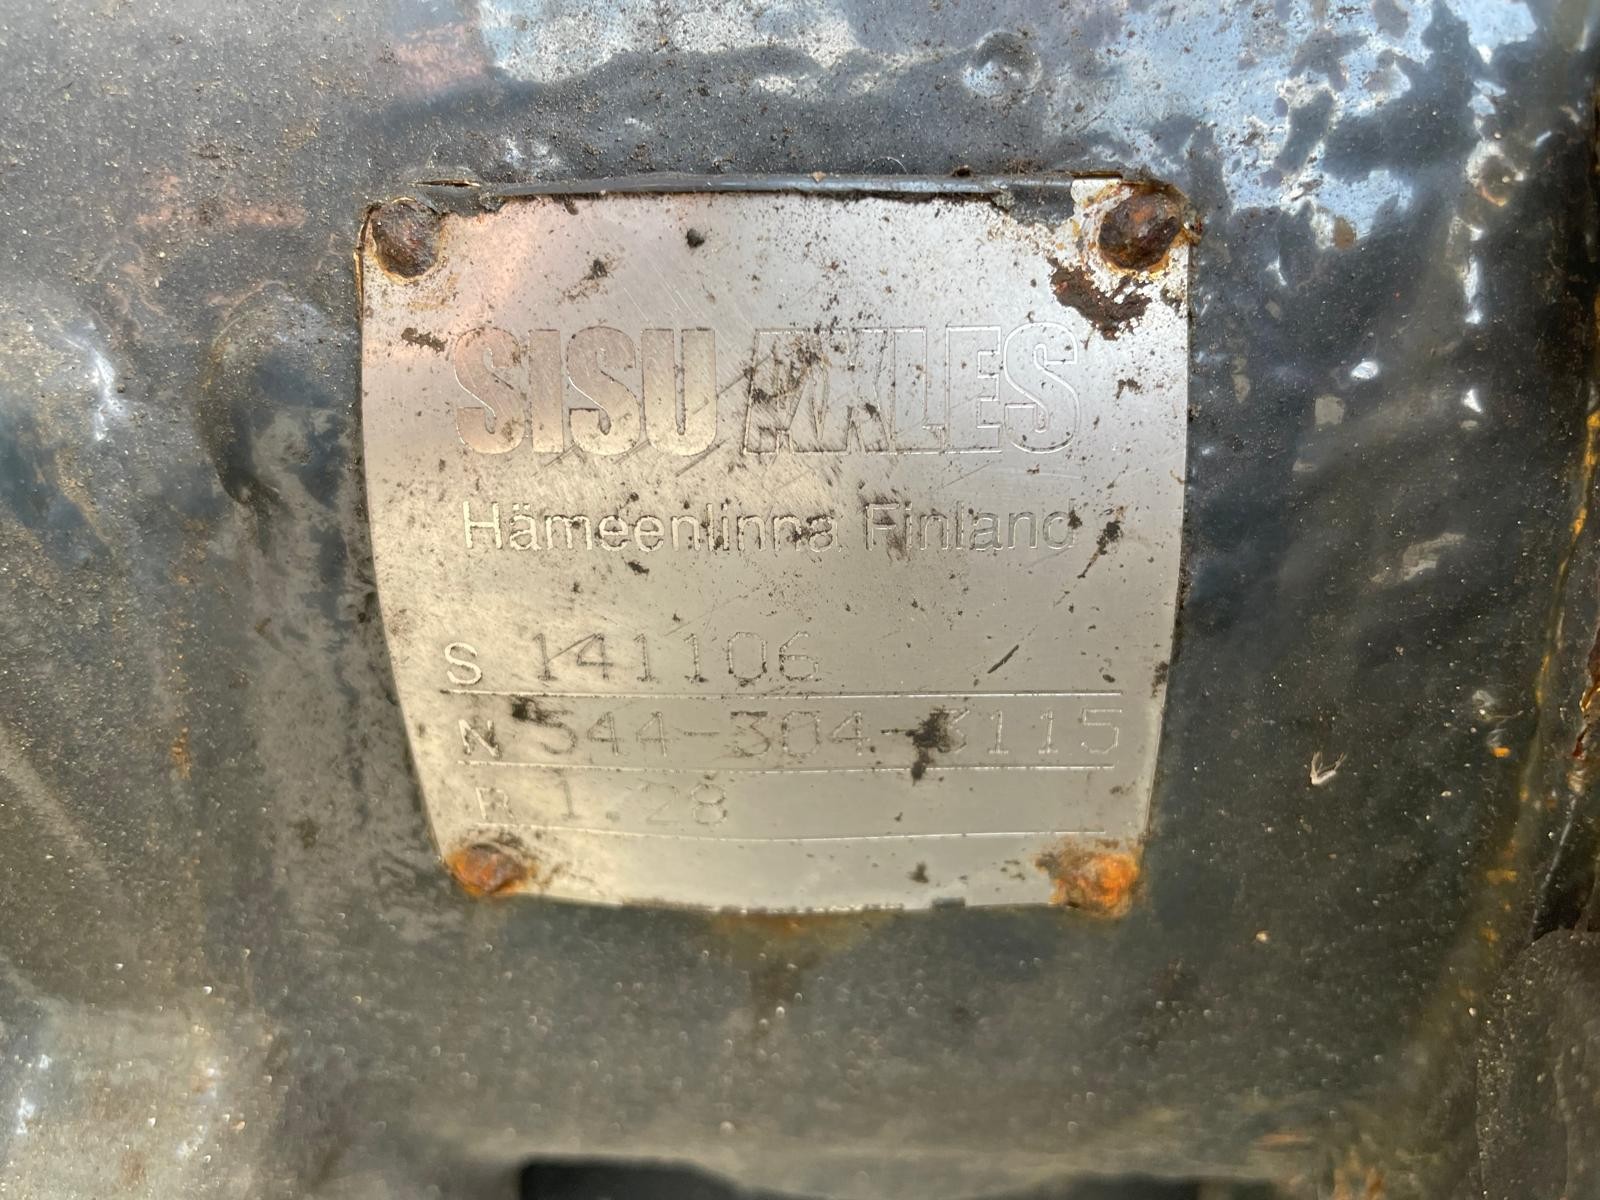 SISU AXLES
Hämeenlinna Finland
S 141106
N 544-304-3115
R 1.28